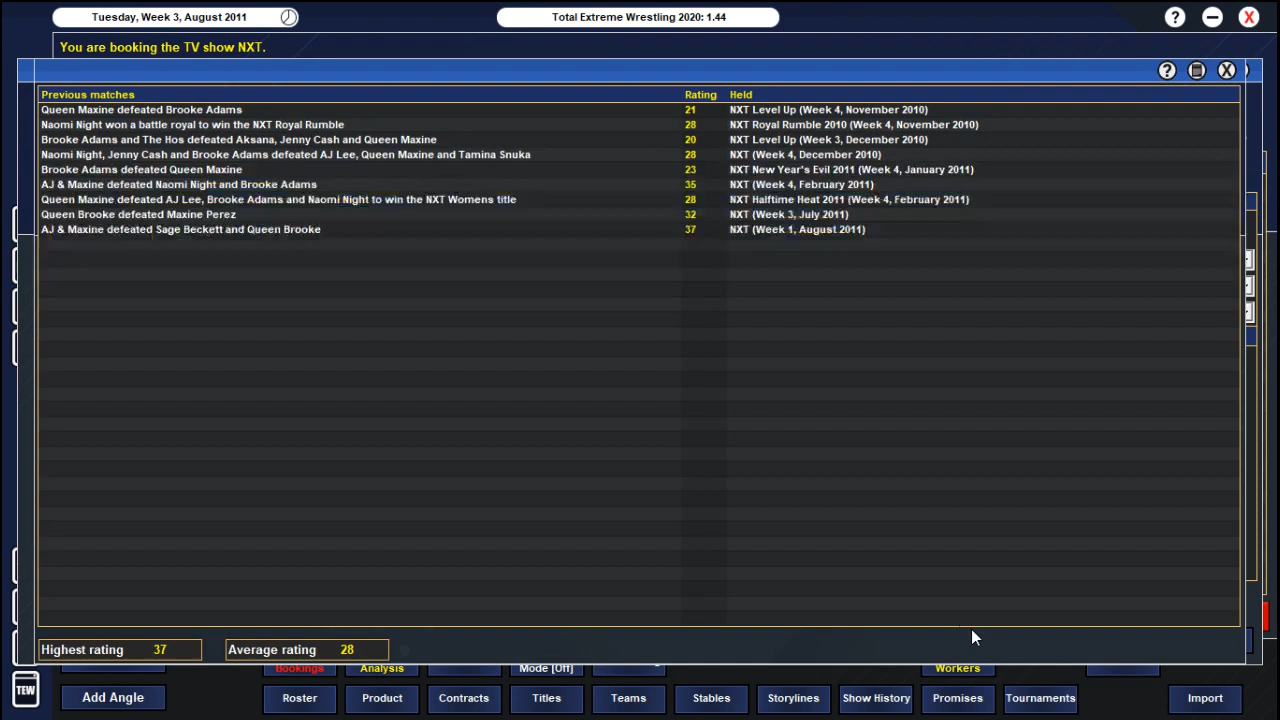 Tuesday, Week 3, August 2011
Total Extreme Wrestling 2020: 1.44
? X
You are booking the TV show NXT.
? X
Previous matches Rating Held
Queen Maxine defeated Brooke Adams 21 NXT Level Up (Week 4, November 2010)
Naomi Night won a battle royal to win the NXT Royal Rumble 28 NXT Royal Rumble 2010 (Week 4, November 2010)
Brooke Adams and The Hos defeated Aksana, Jenny Cash and Queen Maxine 20 NXT Level Up (Week 3, December 2010)
Naomi Night, Jenny Cash and Brooke Adams defeated AJ Lee, Queen Maxine and Tamina Snuka 28 NXT (Week 4, December 2010)
Brooke Adams defeated Queen Maxine 23 NXT New Year's Evil 2011 (Week 4, January 2011)
AJ & Maxine defeated Naomi Night and Brooke Adams 35 NXT (Week 4, February 2011)
Queen Maxine defeated AJ Lee, Brooke Adams and Naomi Night to win the NXT Womens title 28 NXT Halftime Heat 2011 (Week 4, February 2011)
Queen Brooke defeated Maxine Perez 32 NXT (Week 3, July 2011)
AJ & Maxine defeated Sage Beckett and Queen Brooke 37 NXT (Week 1, August 2011)
Highest rating 37 Average rating 28
Bookings Analysis Mode [Off] Workers
TEW Add Angle Roster Product Contracts Titles Teams Stables Storylines Show History Promises Tournaments Import